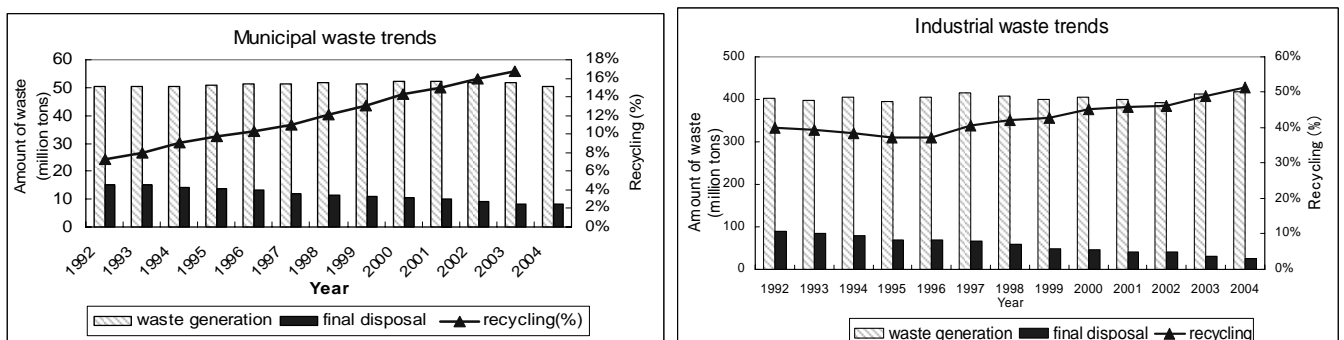 Municipal waste trends
Amount of waste
(million tons)
60
50
40
30
20
10
0
18%
16%
14%
12%
10%
8%
6%
4%
2%
0%
Recycling (%)
1992 1993 1994 1995 1996 1997 1998 1999 2000 2001 2002 2003 2004
Year
waste generation final disposal recycling(%)
Industrial waste trends
Amount of waste
(million tons)
500
400
300
200
100
0
60%
50%
40%
30%
20%
10%
0%
Recycling (%)
1992 1993 1994 1995 1996 1997 1998 1999 2000 2001 2002 2003 2004
Year
waste generation final disposal recycling